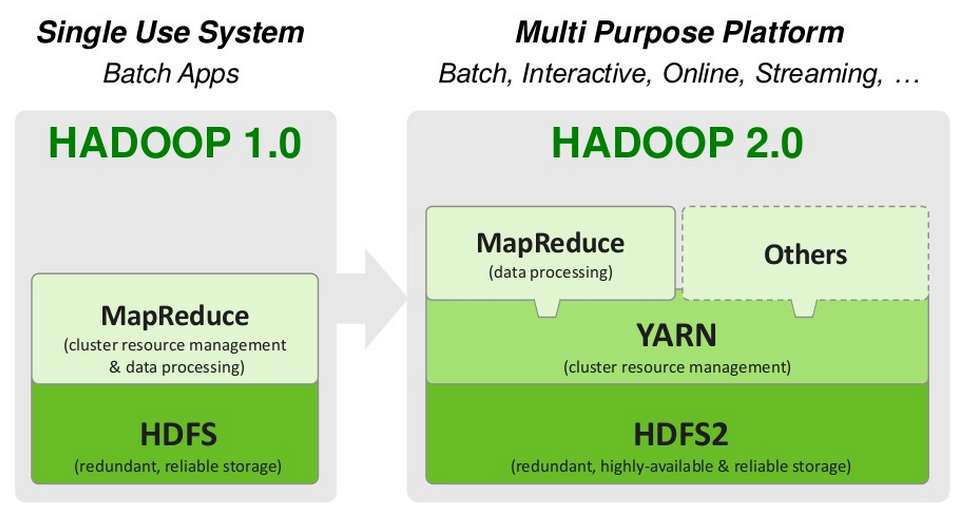 Single Use System
Batch Apps
HADOOP 1.0
MapReduce
(cluster resource management
& data processing)
HDFS
(redundant, reliable storage)
Multi Purpose Platform
Batch, Interactive, Online, Streaming, …
HADOOP 2.0
MapReduce
(data processing)
Others
YARN
(cluster resource management)
HDFS2
(redundant, highly-available & reliable storage)